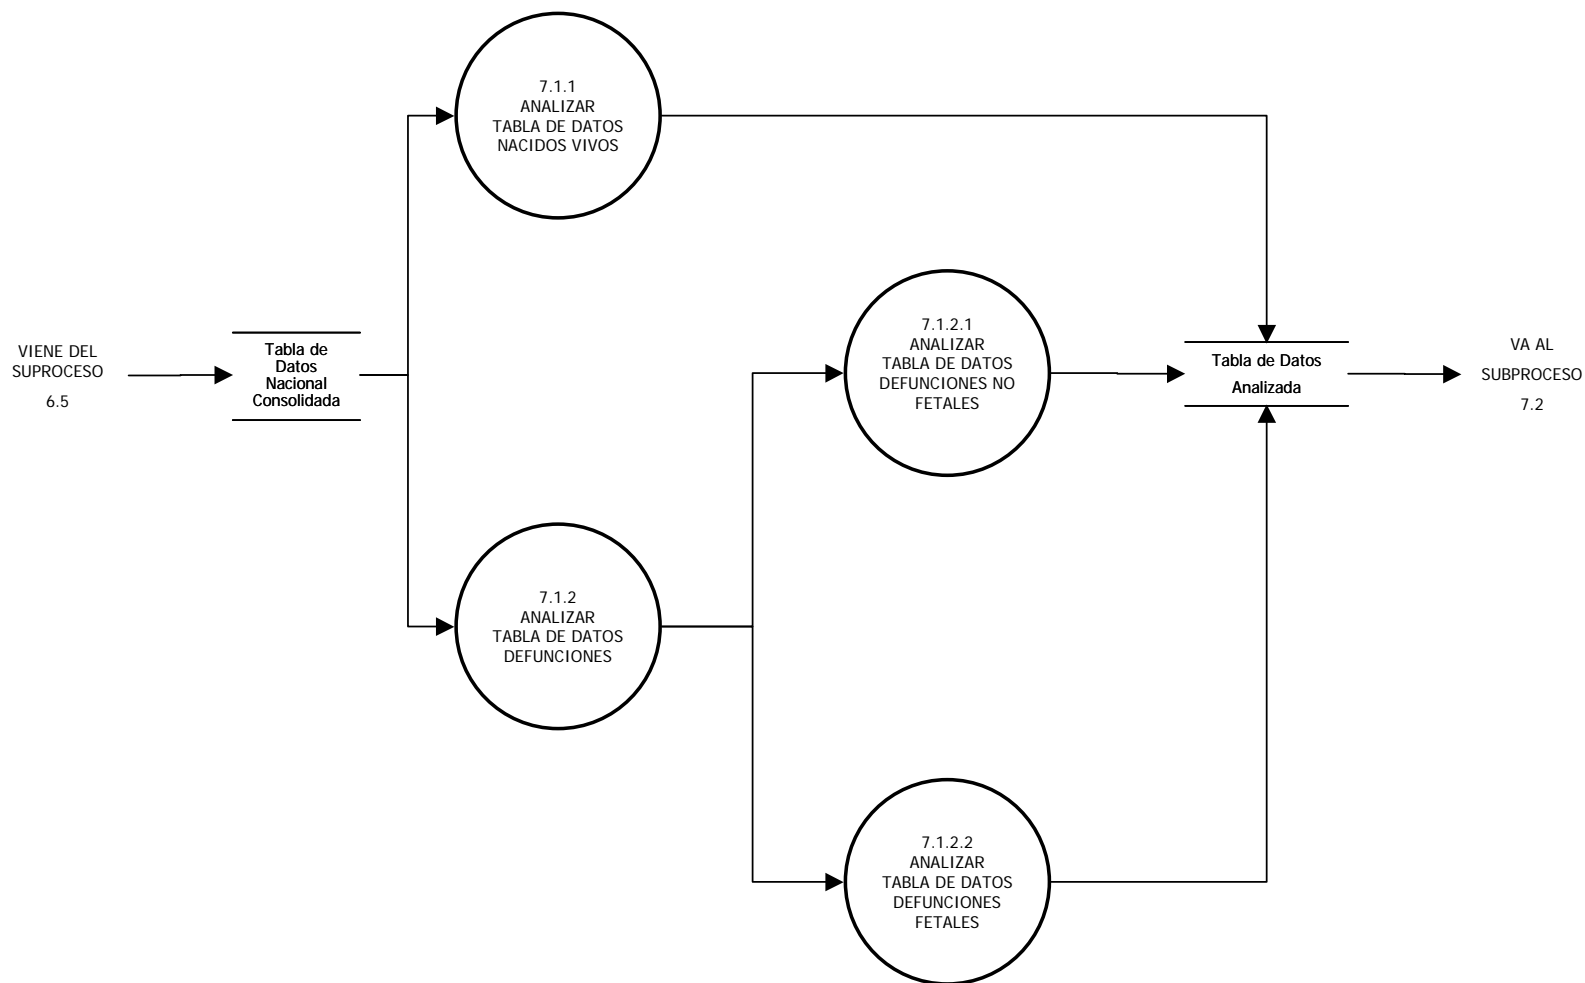 7.1.1
ANALIZAR
TABLA DE DATOS
NACIDOS VIVOS
VIENE DEL
SUPROCESO
6.5
Tabla de
Datos
Nacional
Consolidada
7.1.2.1
ANALIZAR
TABLA DE DATOS
DEFUNCIONES NO
FETALES
Tabla de Datos
Analizada
VA AL
SUBPROCESO
7.2
7.1.2
ANALIZAR
TABLA DE DATOS
DEFUNCIONES
7.1.2.2
ANALIZAR
TABLA DE DATOS
DEFUNCIONES
FETALES